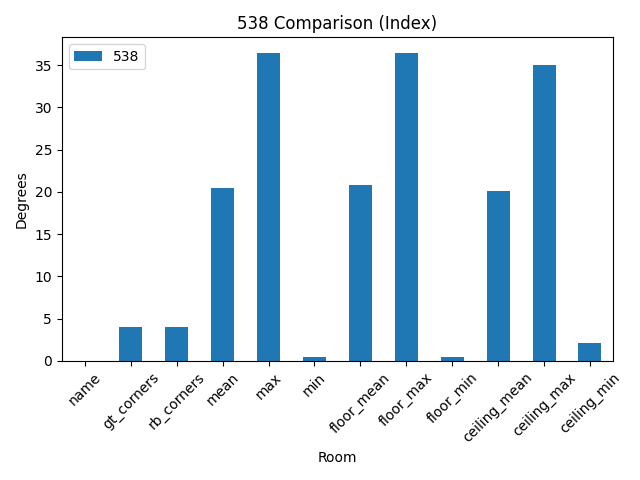 538 Comparison (Index)
538
Degrees
35
30
25
20
15
10
5
0
name
gt_corners
rb_corners
mean
max
min
floor_mean
floor_max
floor_min
ceiling_mean
ceiling_max
ceiling_min
Room